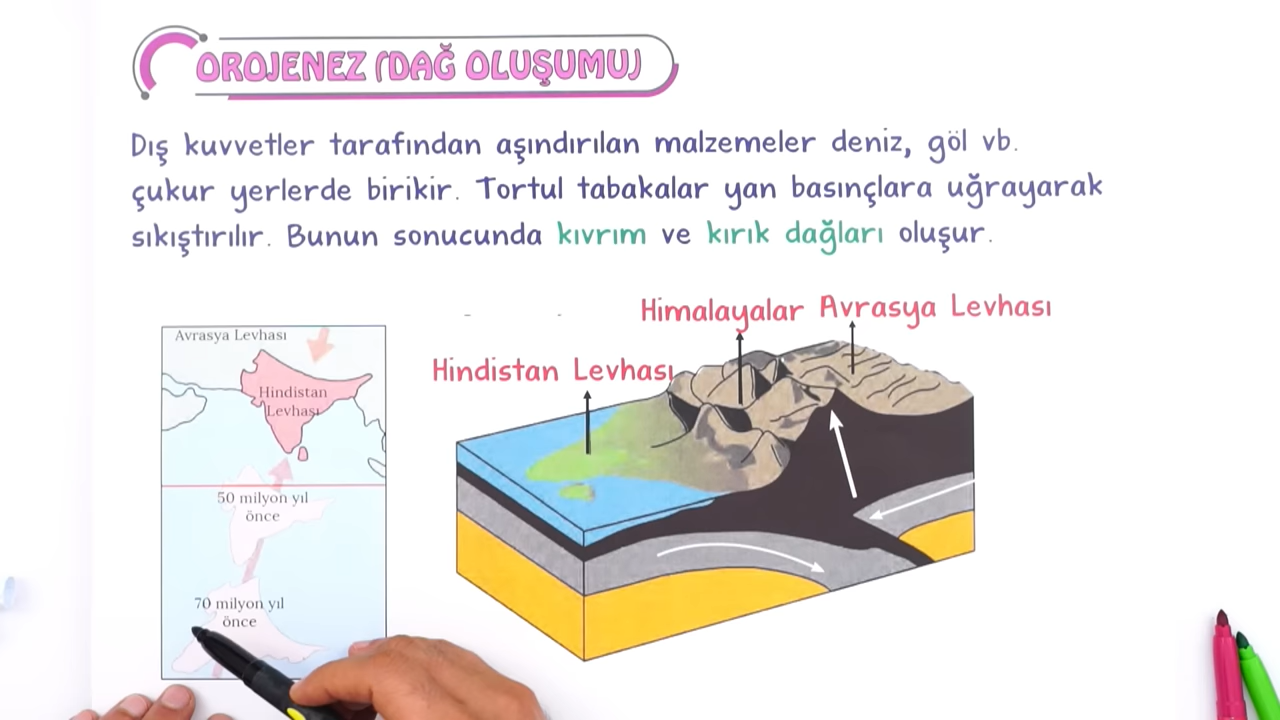 OROJENEZ (DAĞ OLUŞUMU)
Dış kuvvetler tarafından aşındırılan malzemeler deniz, göl vb.
çukur yerlerde birikir. Tortul tabakalar yan basınçlara uğrayarak
sıkıştırılır. Bunun sonucunda kıvrım ve kırık dağları oluşur.
Himalayalar Avrasya Levhası
Hindistan Levhası
Avrasya Levhası
Hindistan
Levhası
50 milyon yıl
önce
70 milyon yıl
önce